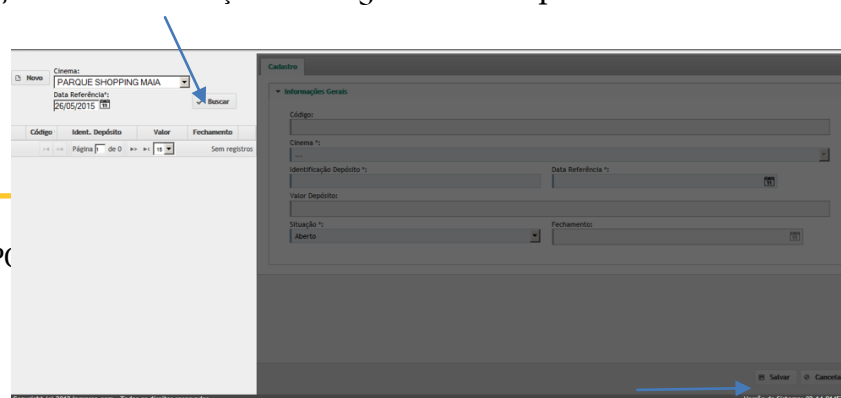 Novo
Cinema:
PARQUE SHOPPING MAIA
Data Referência*:
26/05/2015
Buscar
Código Ident. Depósito Valor Fechamento
Página 1 de 0 15 Sem registros
Cadastro
Informações Gerais
Código:
Cinema *:
---
Identificação Depósito *: Data Referência *:
Valor Depósito:
Situação *: Fechamento:
Aberto
Salvar Cancela